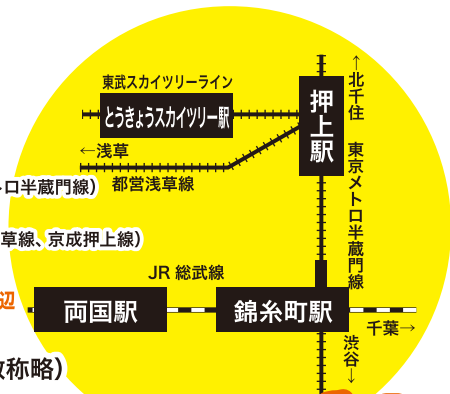 東武スカイツリーライン
とうきょうスカイツリー駅
押上駅
↑北千住
東京メトロ半蔵門線
←浅草
都営浅草線
ロ半蔵門線）
草線、京成押上線）
JR 総武線
辺
両国駅
錦糸町駅
千葉→
渋谷→
称略）